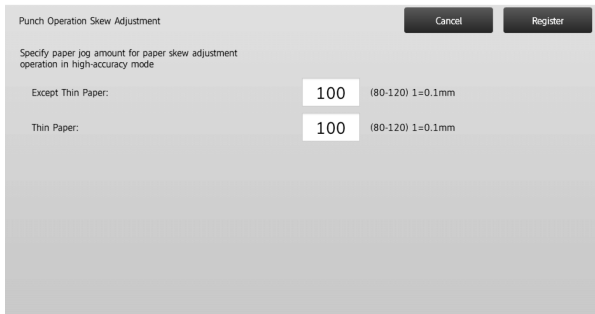 Punch Operation Skew Adjustment
Cancel
Register
Specify paper jog amount for paper skew adjustment
operation in high-accuracy mode
Except Thin Paper: 100 (80-120) 1=0.1mm
Thin Paper: 100 (80-120) 1=0.1mm